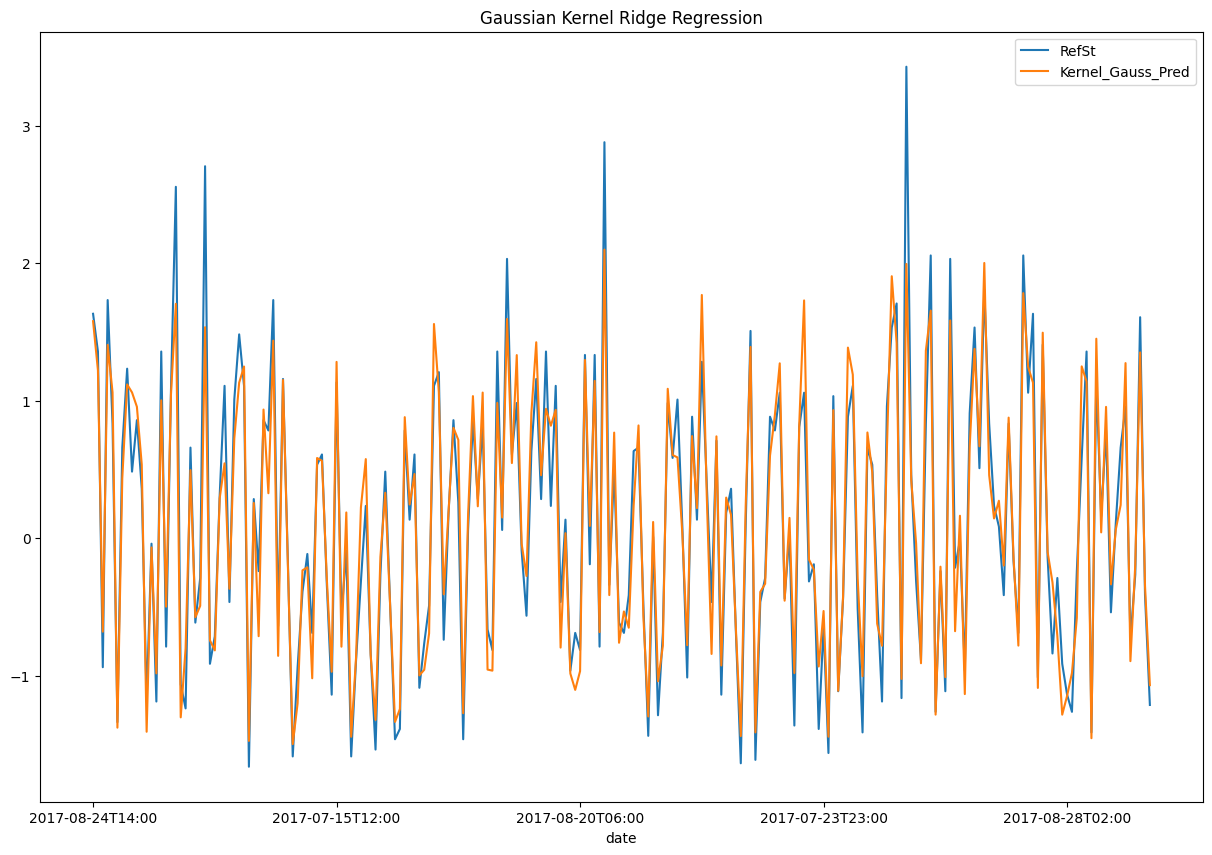 Gaussian Kernel Ridge Regression
RefSt
Kernel_Gauss_Pred
3
2
1
0
−1
2017-08-24T14:00 2017-07-15T12:00 2017-08-20T06:00 2017-07-23T23:00 2017-08-28T02:00
date